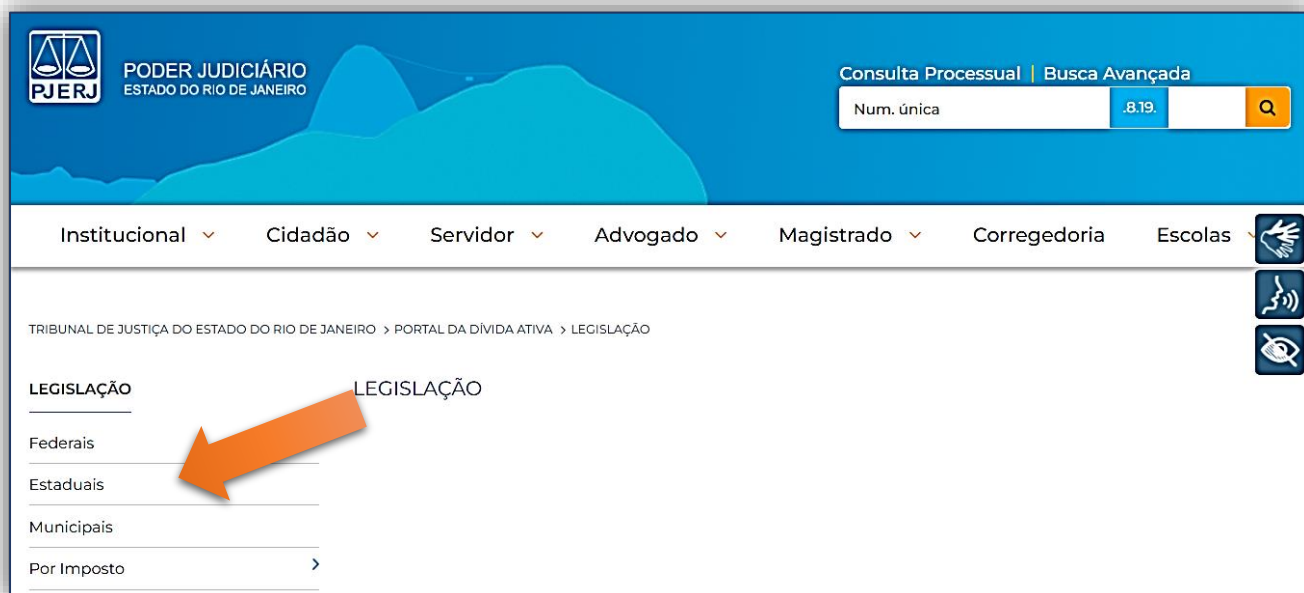 PJERJ
PODER JUDICIÁRIO
ESTADO DO RIO DE JANEIRO
Consulta Processual | Busca Avançada
Num. única .8.19.
Institucional Cidadão Servidor Advogado Magistrado Corregedoria Escolas
TRIBUNAL DE JUSTIÇA DO ESTADO DO RIO DE JANEIRO > PORTAL DA DÍVIDA ATIVA > LEGISLAÇÃO
LEGISLAÇÃO
LEGISLAÇÃO
Federais
Estaduais
Municipais
Por Imposto